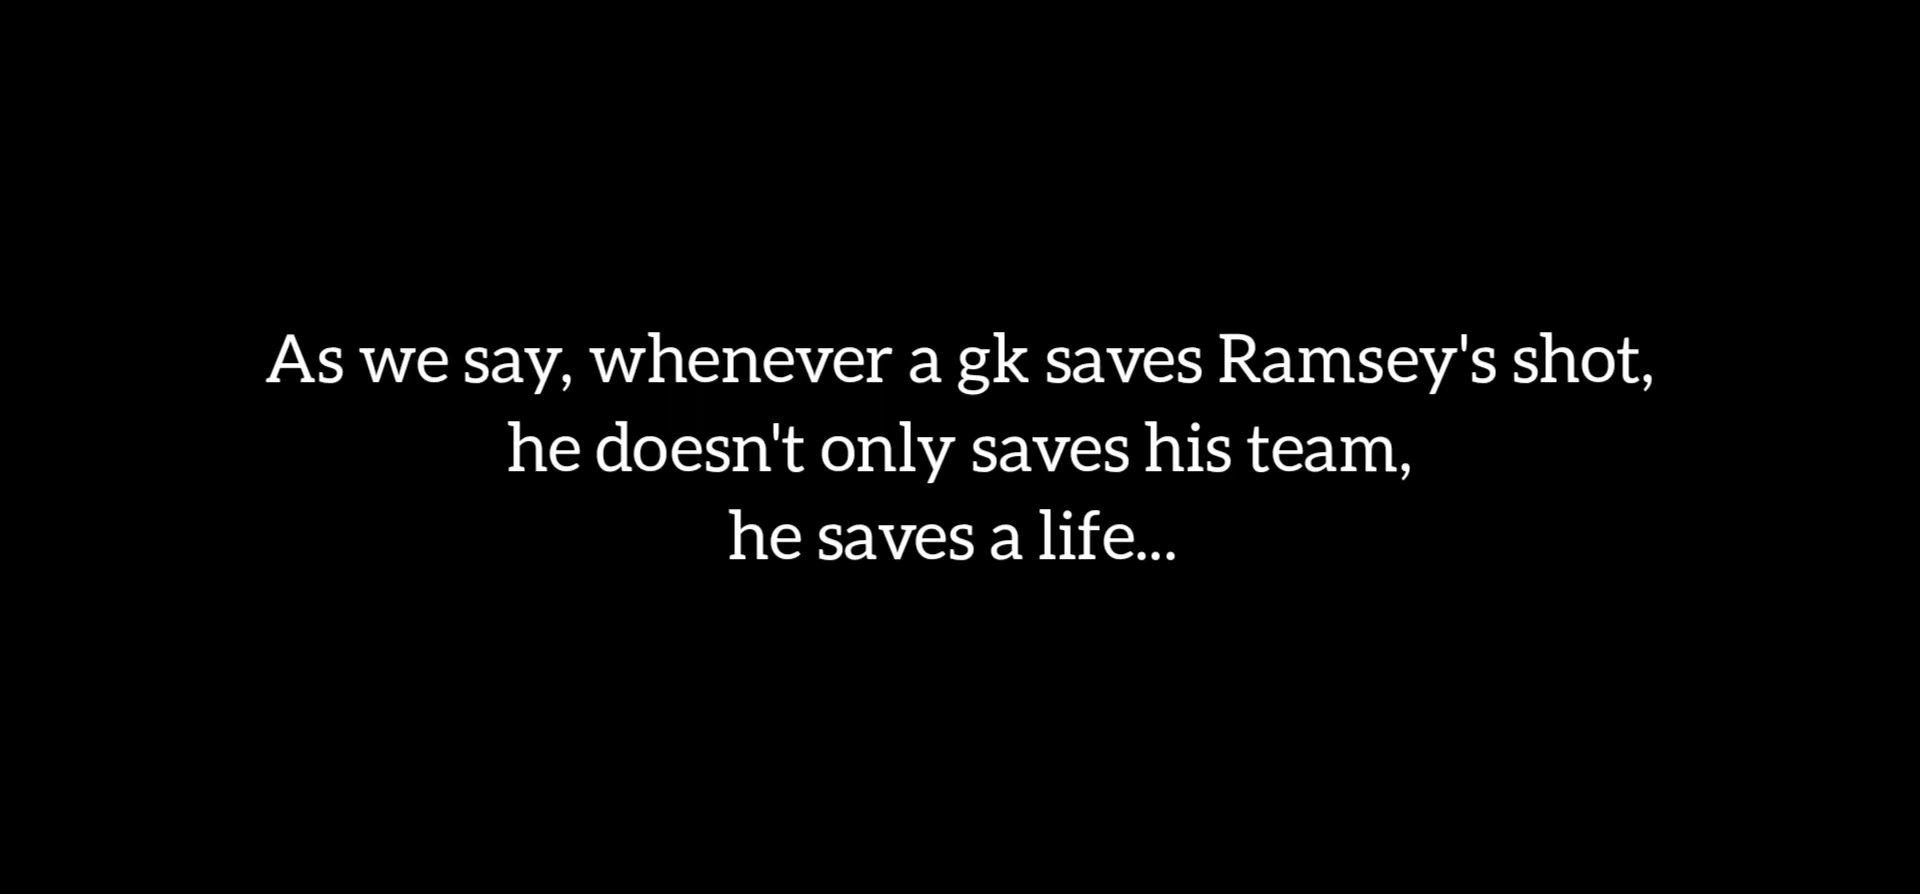 As we say, whenever a gk saves Ramsey's shot,
he doesn't only saves his team,
he saves a life...